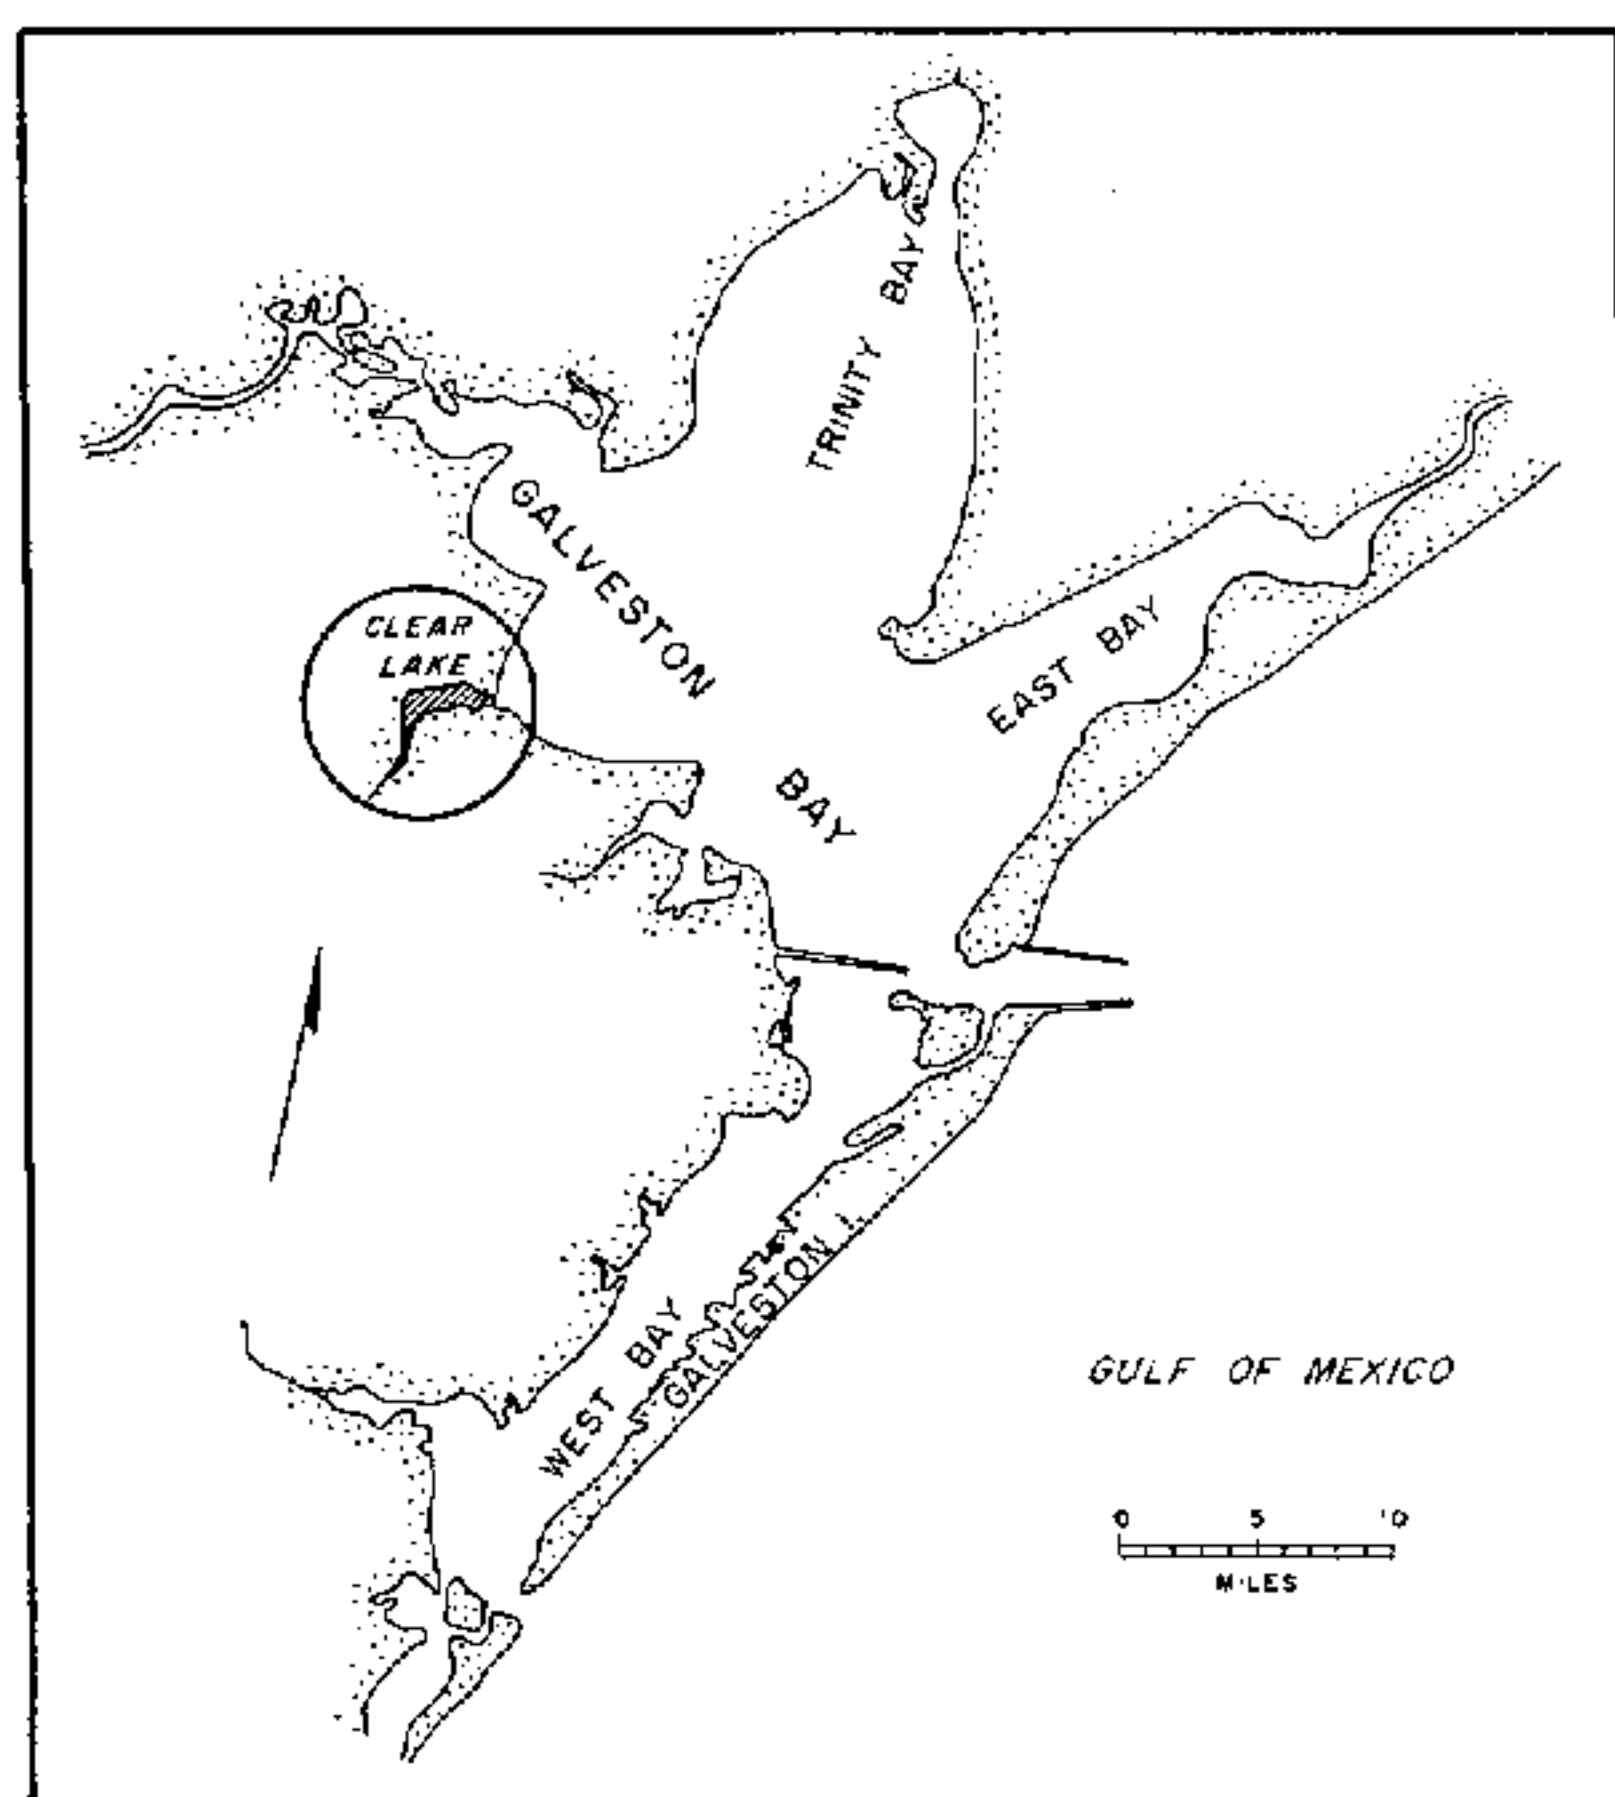 TRINITY BAY
GALVESTON BAY
CLEAR
LAKE
EAST BAY
GALVESTON I.
WEST BAY
GULF OF MEXICO
0 5 10
MILES